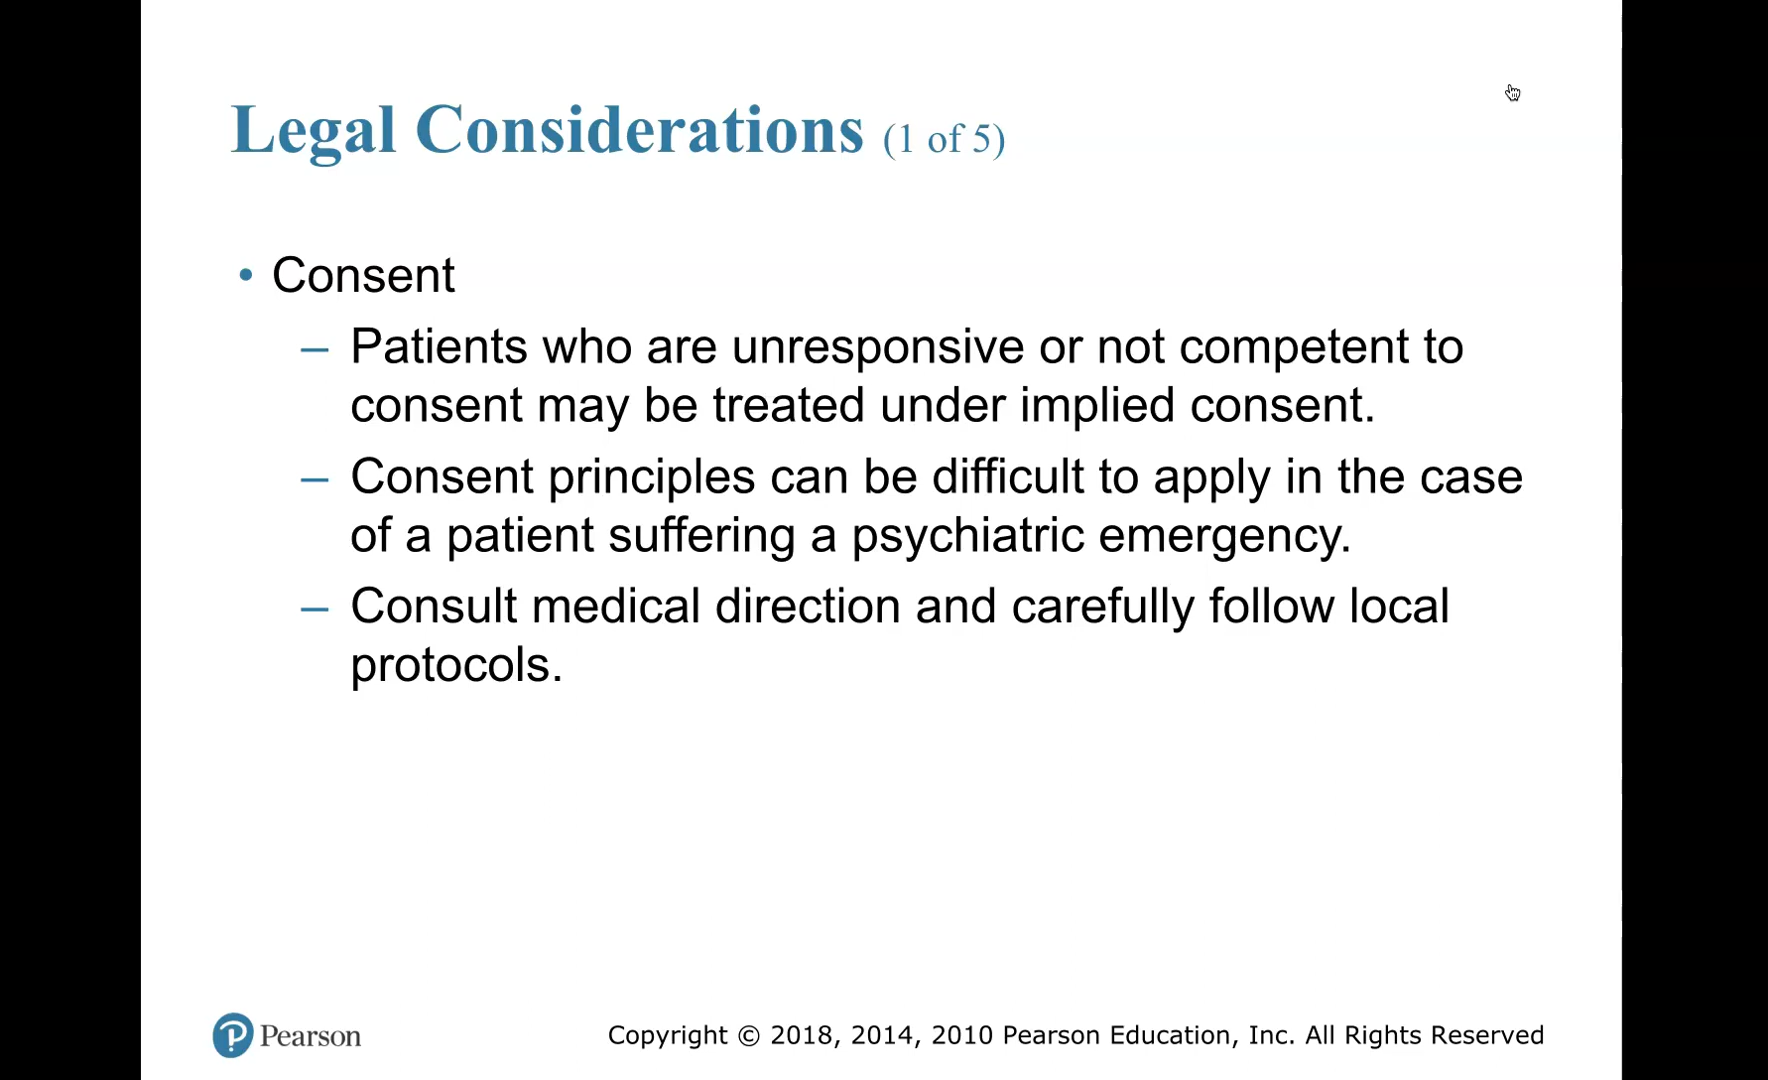 Legal Considerations (1 of 5)
• Consent
– Patients who are unresponsive or not competent to
consent may be treated under implied consent.
– Consent principles can be difficult to apply in the case
of a patient suffering a psychiatric emergency.
– Consult medical direction and carefully follow local
protocols.
P Pearson
Copyright © 2018, 2014, 2010 Pearson Education, Inc. All Rights Reserved